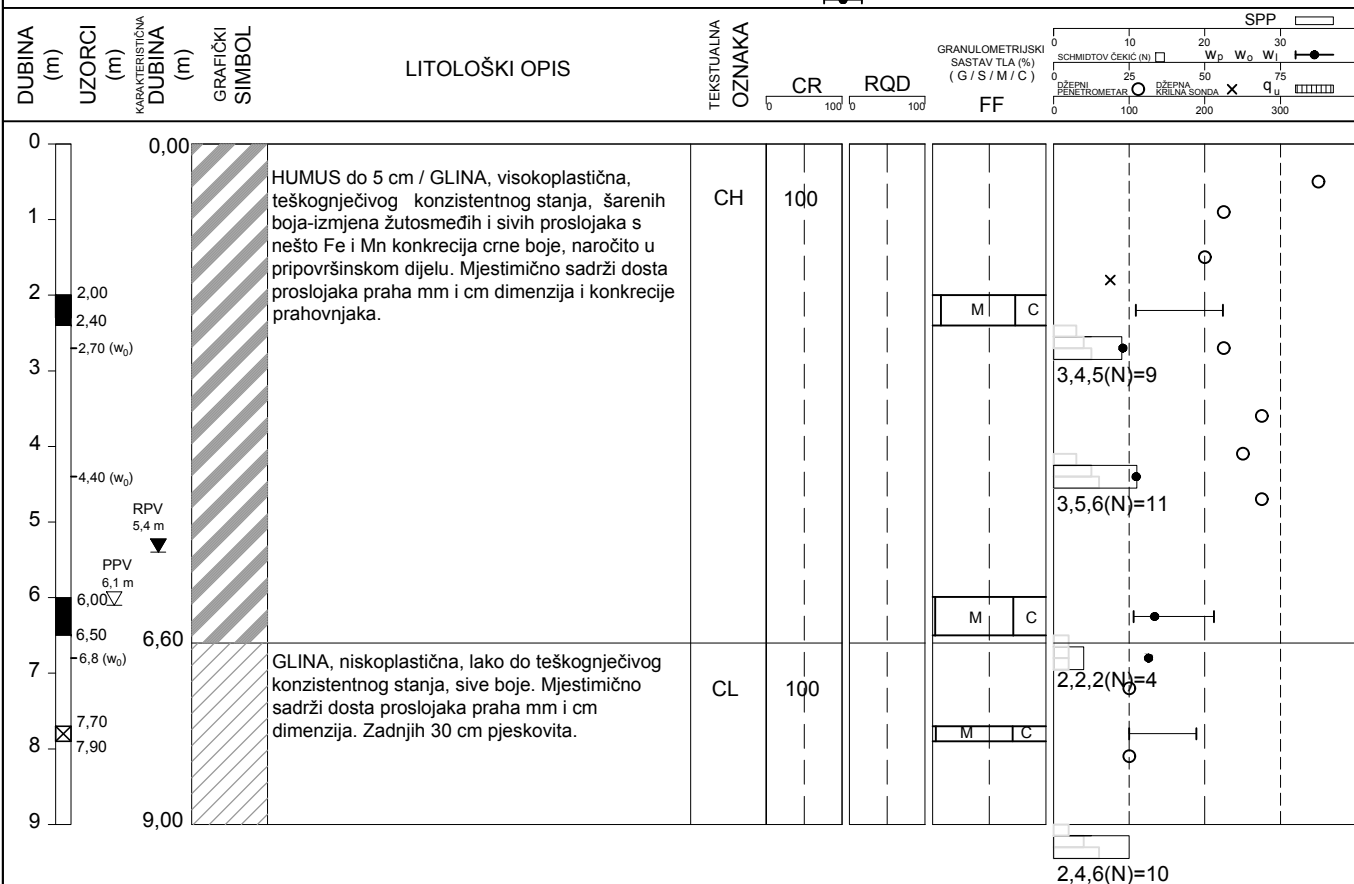 DUBINA (m)
UZORCI (m)
KARAKTERISTIČNA DUBINA (m)
GRAFIČKI SIMBOL
LITOLOŠKI OPIS
TEKSTUALNA OZNAKA
CR
0 100
RQD
0 100
GRANULOMETRIJSKI
SASTAV TLA (%)
( G / S / M / C )
FF
SPP
0 10 20 30
SCHMIDTOV ČEKIĆ (N) Wp Wo Wl
0 25 50 75
DŽEPNI PENETROMETAR DŽEPNA KRILNA SONDA qu
0 100 200 300
0
0,00
HUMUS do 5 cm / GLINA, visokoplastična,
teškognječivog konzistentnog stanja, šarenih
boja-izmjena žutosmeđih i sivih proslojaka s
nešto Fe i Mn konkrecija crne boje, naročito u
pripovršinskom dijelu. Mjestimično sadrži dosta
proslojaka praha mm i cm dimenzija i konkrecije
prahovnjaka.
CH
100
1
2
2,00
2,40
M C
2,70 (w0)
3
3,4,5(N)=9
4
4,40 (w0)
3,5,6(N)=11
5
RPV
5,4 m
PPV
6,1 m
6
6,00
6,50
M C
6,60
6,8 (w0)
GLINA, niskoplastična, lako do teškognječivog
konzistentnog stanja, sive boje. Mjestimično
sadrži dosta proslojaka praha mm i cm
dimenzija. Zadnjih 30 cm pjeskovita.
CL
100
7
2,2,2(N)=4
7,70
7,90
M C
8
9
9,00
2,4,6(N)=10